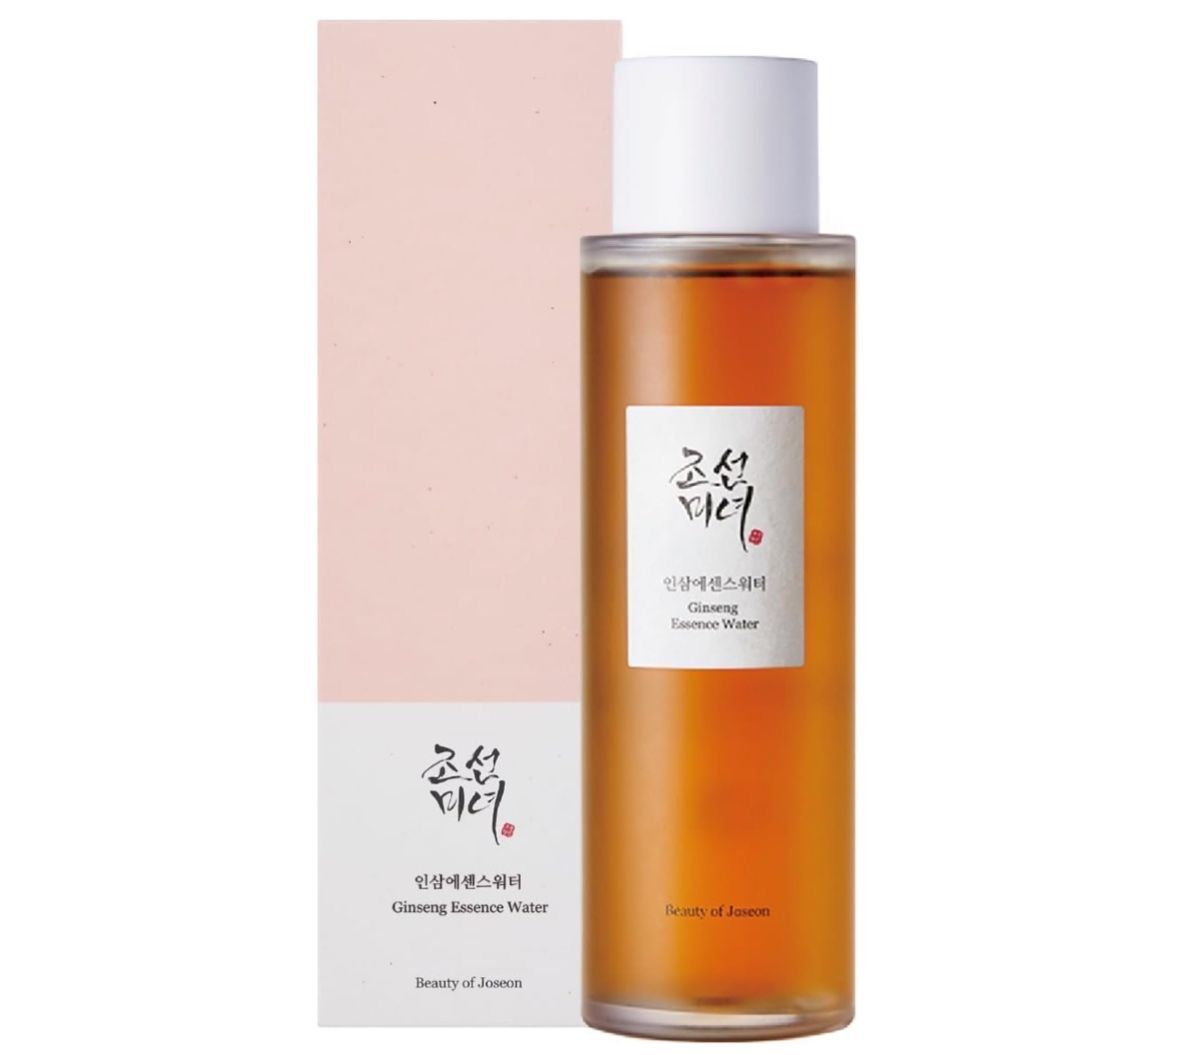 조선
미녀
인삼에센스워터
Ginseng Essence Water
Beauty of Joseon
조선
미녀
인삼에센스워터
Ginseng
Essence Water
Beauty of Joseon